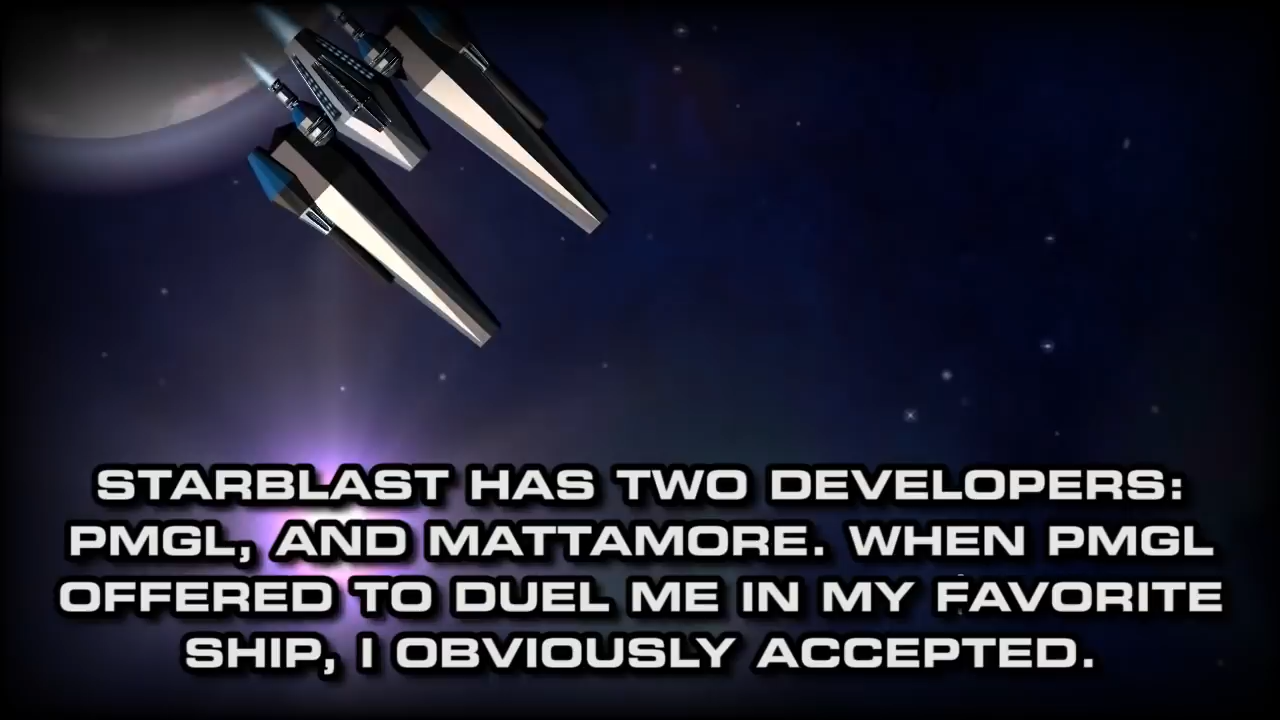 STARBLAST HAS TWO DEVELOPERS:
PMGL, AND MATTAMORE. WHEN PMGL
OFFERED TO DUEL ME IN MY FAVORITE
SHIP, I OBVIOUSLY ACCEPTED.